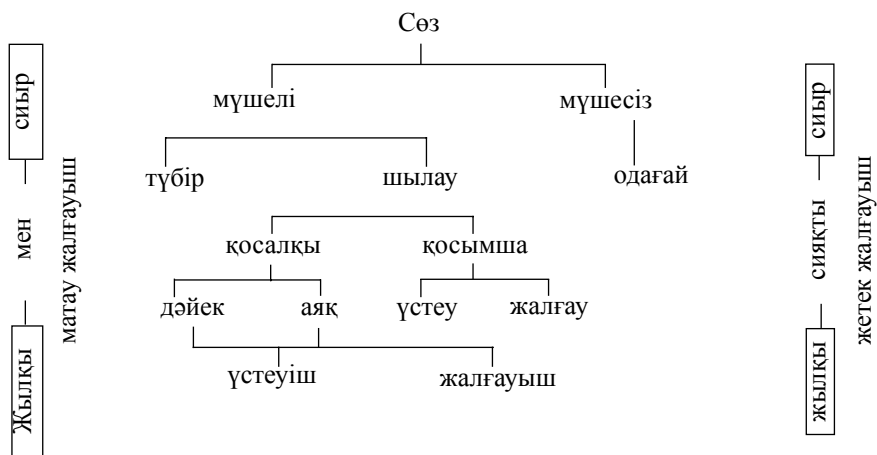 Сөз
мүшелі мүшесіз
түбір шылау одағай
қосалқы қосымша
дәйек аяқ үстеу жалғау
үстеуіш жалғауыш
Жылқы мен сиыр
матау жалғауыш
жылқы сияқты сиыр
жетек жалғауыш